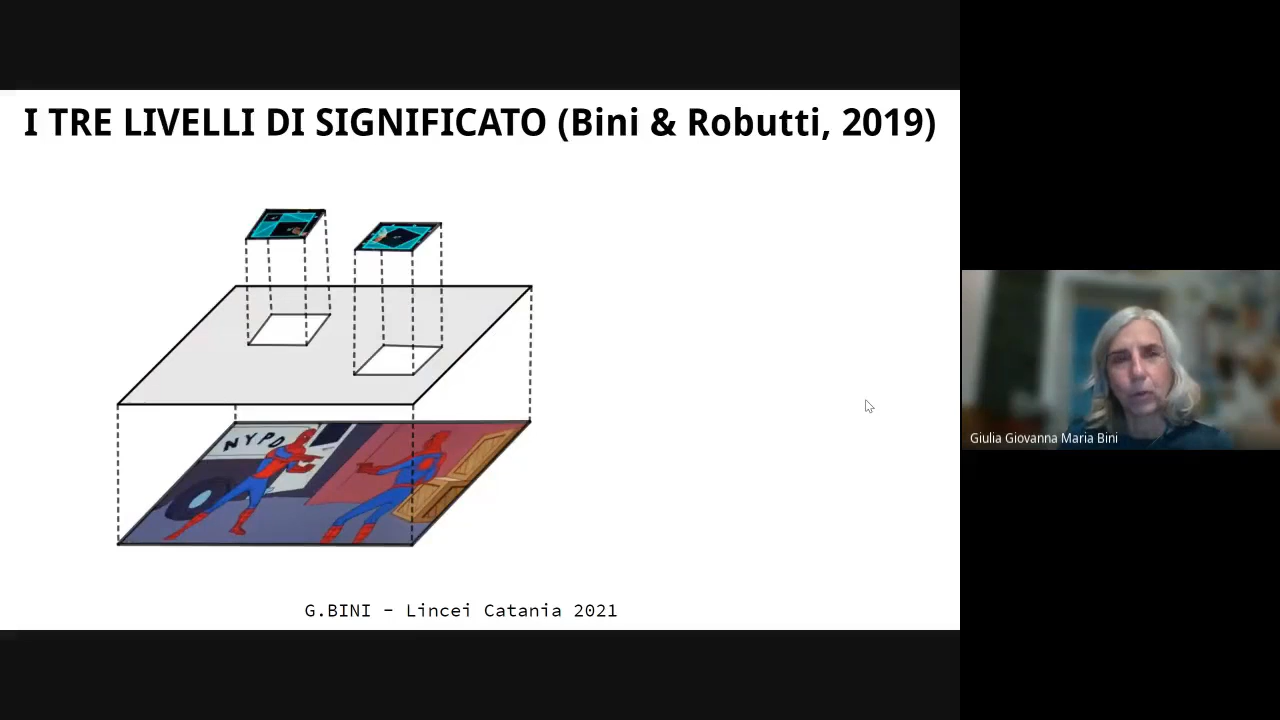 I TRE LIVELLI DI SIGNIFICATO (Bini & Robutti, 2019)
NYPD
Giulia Giovanna Maria Bini
G.BINI – Lincei Catania 2021